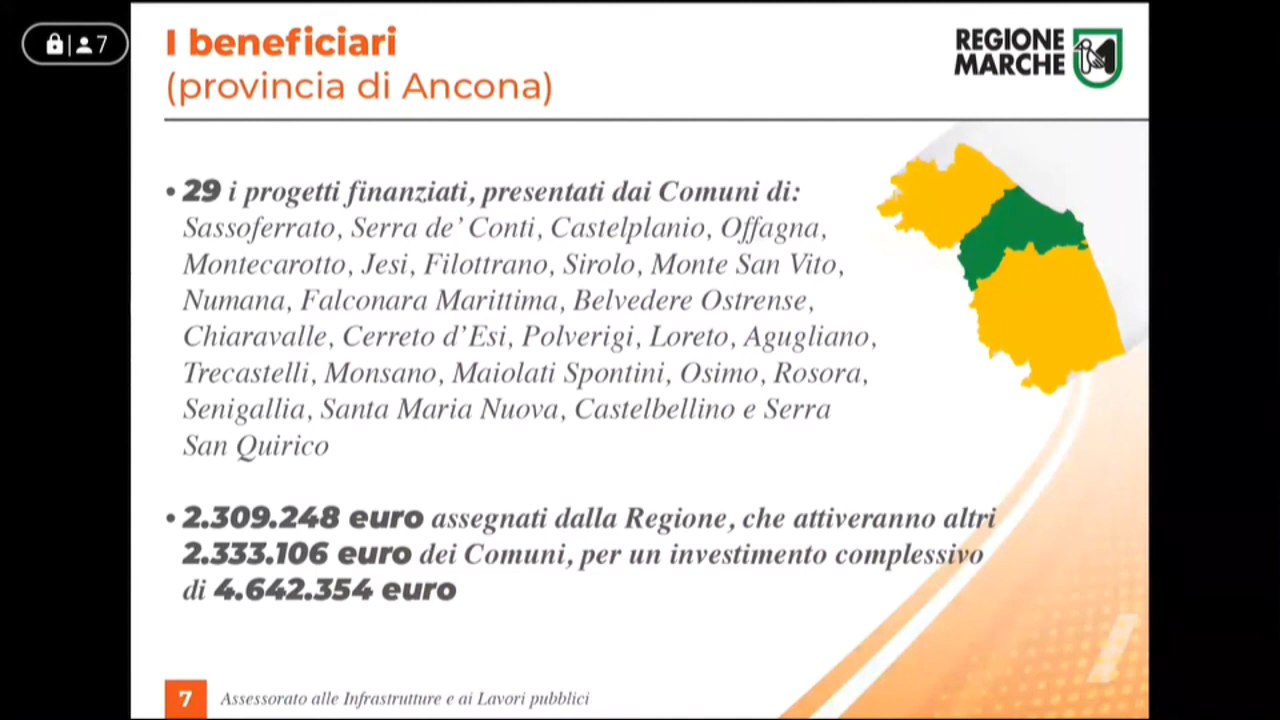 7
I beneficiari
(provincia di Ancona)
REGIONE
MARCHE
• 29 i progetti finanziati, presentati dai Comuni di:
Sassoferrato, Serra de’ Conti, Castelplanio, Offagna,
Montecarotto, Jesi, Filottrano, Sirolo, Monte San Vito,
Numana, Falconara Marittima, Belvedere Ostrense,
Chiaravalle, Cerreto d’Esi, Polverigi, Loreto, Agugliano,
Trecastelli, Monsano, Maiolati Spontini, Osimo, Rosora,
Senigallia, Santa Maria Nuova, Castelbellino e Serra
San Quirico
• 2.309.248 euro assegnati dalla Regione, che attiveranno altri
2.333.106 euro dei Comuni, per un investimento complessivo
di 4.642.354 euro
7 Assessorato alle Infrastrutture e ai Lavori pubblici